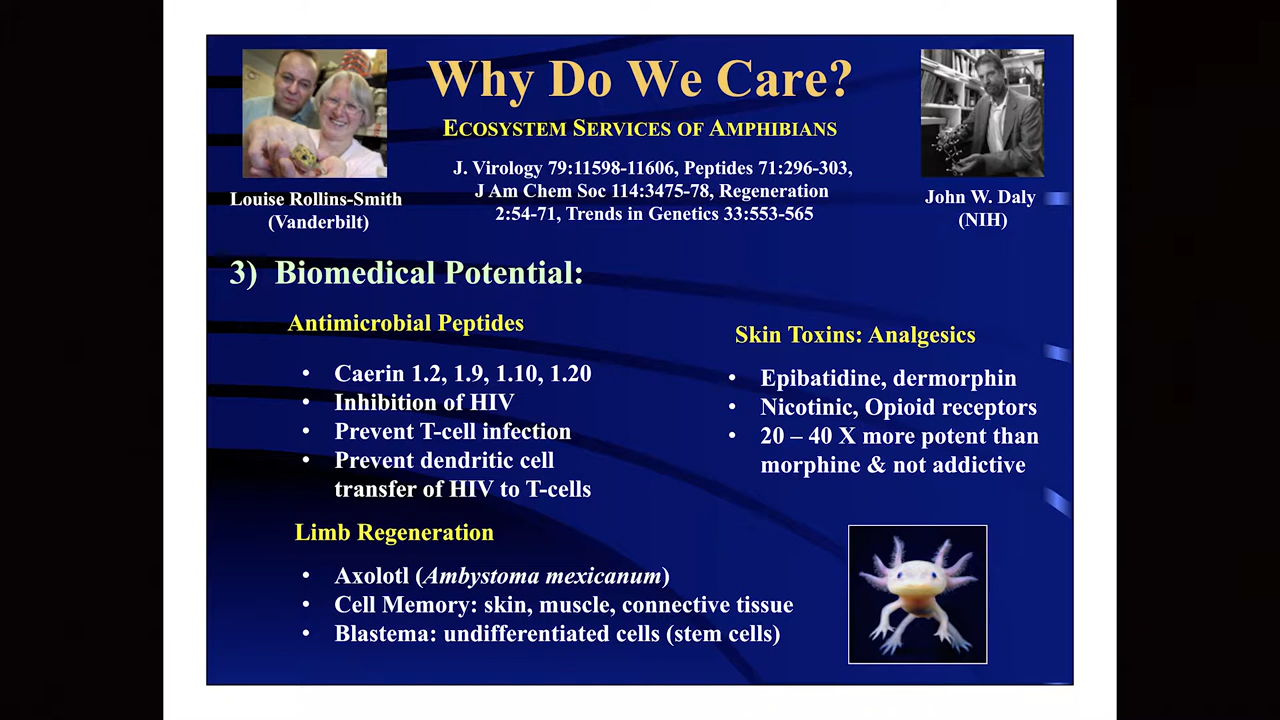 Why Do We Care?
ECOSYSTEM SERVICES OF AMPHIBIANS
J. Virology 79:11598-11606, Peptides 71:296-303,
J Am Chem Soc 114:3475-78, Regeneration
2:54-71, Trends in Genetics 33:553-565
Louise Rollins-Smith
(Vanderbilt)
John W. Daly
(NIH)
3) Biomedical Potential:
Antimicrobial Peptides
• Caerin 1.2, 1.9, 1.10, 1.20
• Inhibition of HIV
• Prevent T-cell infection
• Prevent dendritic cell
transfer of HIV to T-cells
Skin Toxins: Analgesics
• Epibatidine, dermorphin
• Nicotinic, Opioid receptors
• 20 – 40 X more potent than
morphine & not addictive
Limb Regeneration
• Axolotl (Ambystoma mexicanum)
• Cell Memory: skin, muscle, connective tissue
• Blastema: undifferentiated cells (stem cells)